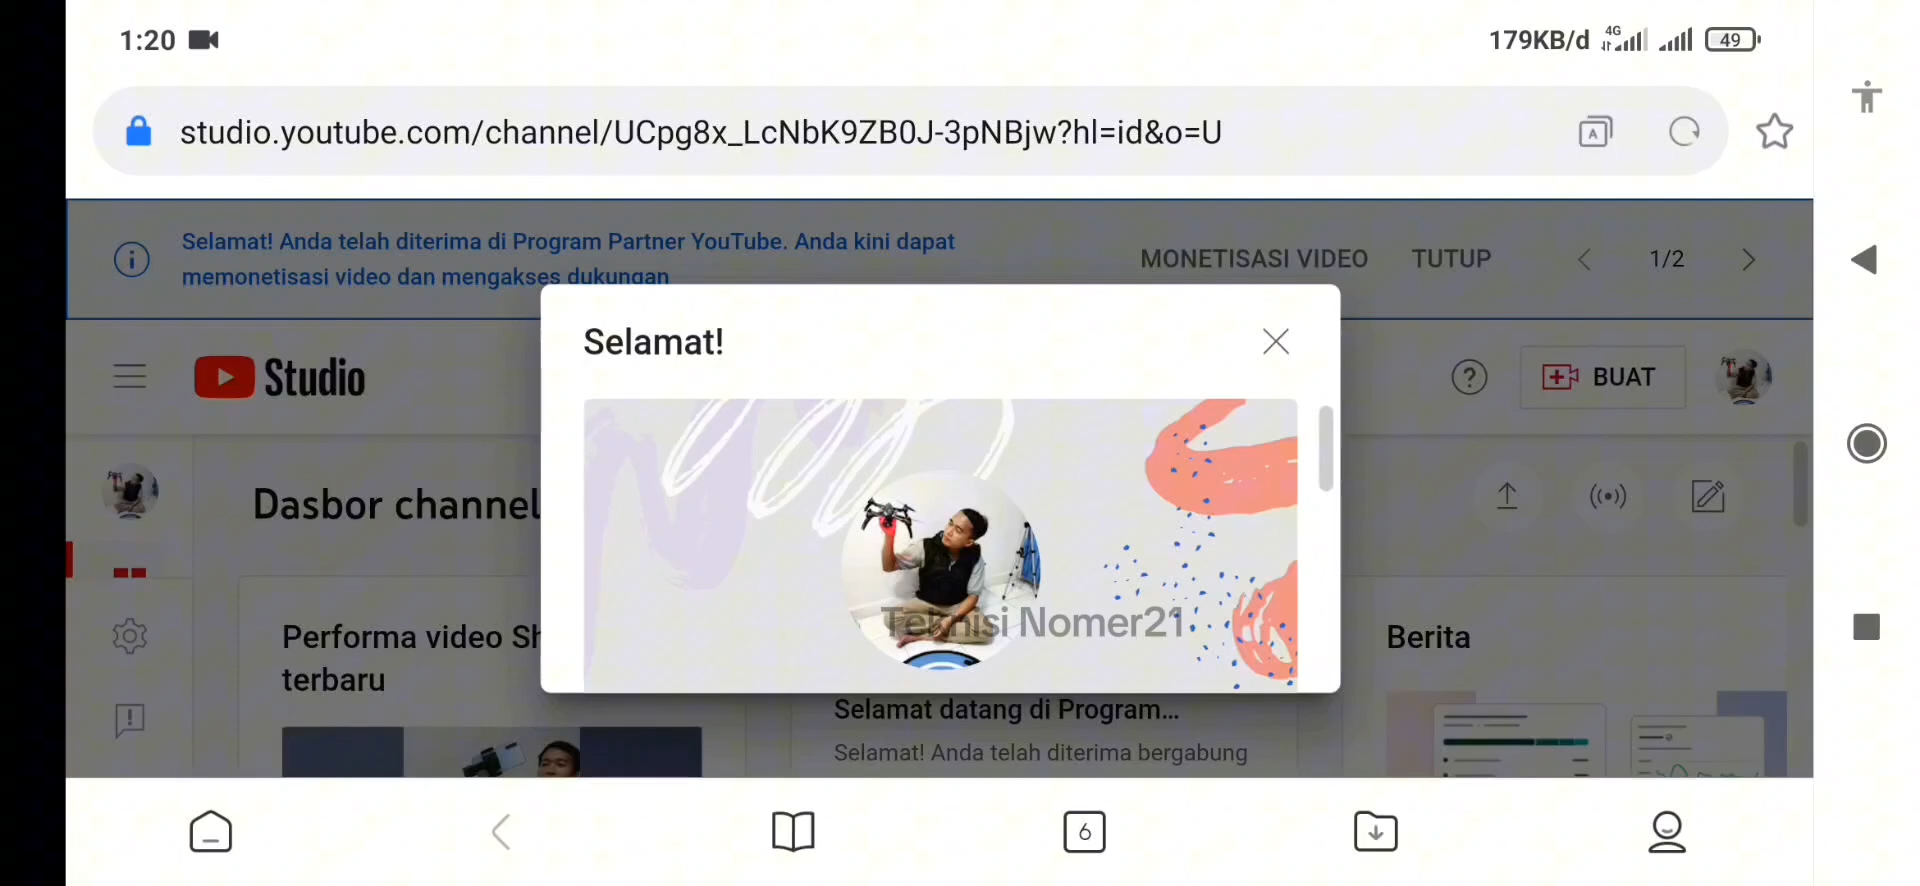 1:20
179KB/d 4G 49
studio.youtube.com/channel/UCpg8x_LcNbK9ZB0J-3pNBjw?hl=id&o=U
Selamat! Anda telah diterima di Program Partner YouTube. Anda kini dapat
memonetisasi video dan mengakses dukungan
MONETISASI VIDEO TUTUP 1/2
Selamat!
Studio
BUAT
Dasbor channel
Teknisi Nomer21
Performa video Sh
terbaru
Berita
Selamat datang di Program...
Selamat! Anda telah diterima bergabung
6